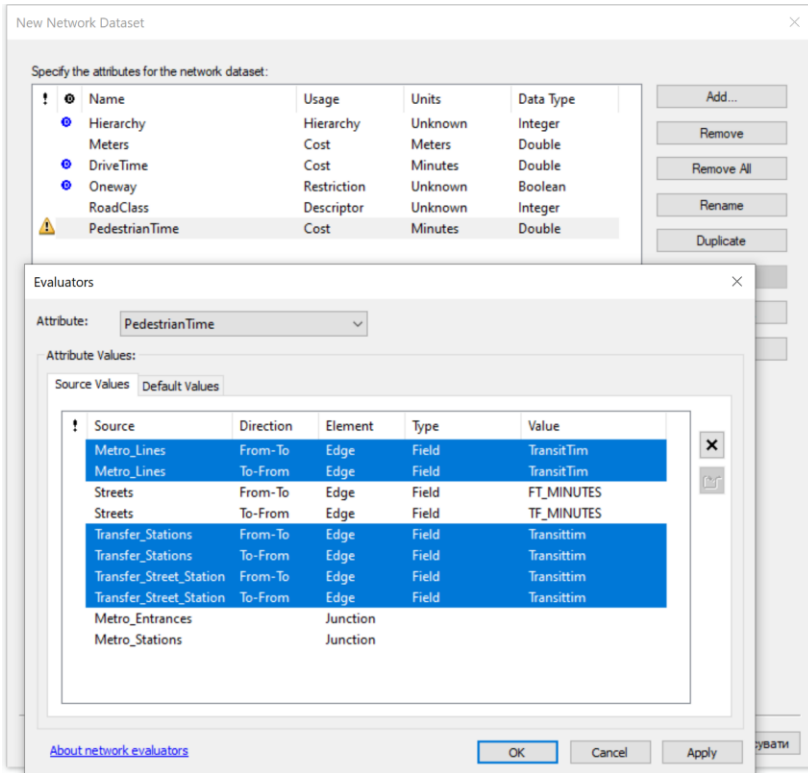 New Network Dataset
Specify the attributes for the network dataset:
! Name Usage Units Data Type
Hierarchy Hierarchy Unknown Integer
Meters Cost Meters Double
DriveTime Cost Minutes Double
Oneway Restriction Unknown Boolean
RoadClass Descriptor Unknown Integer
PedestrianTime Cost Minutes Double
Add...
Remove
Remove All
Rename
Duplicate
Evaluators
Attribute: PedestrianTime
Attribute Values:
Source Values Default Values
! Source Direction Element Type Value
Metro_Lines From-To Edge Field TransitTim
Metro_Lines To-From Edge Field TransitTim
Streets From-To Edge Field FT_MINUTES
Streets To-From Edge Field TF_MINUTES
Transfer_Stations From-To Edge Field Transittim
Transfer_Stations To-From Edge Field Transittim
Transfer_Street_Station From-To Edge Field Transittim
Transfer_Street_Station To-From Edge Field Transittim
Metro_Entrances Junction
Metro_Stations Junction
About network evaluators
OK Cancel Apply